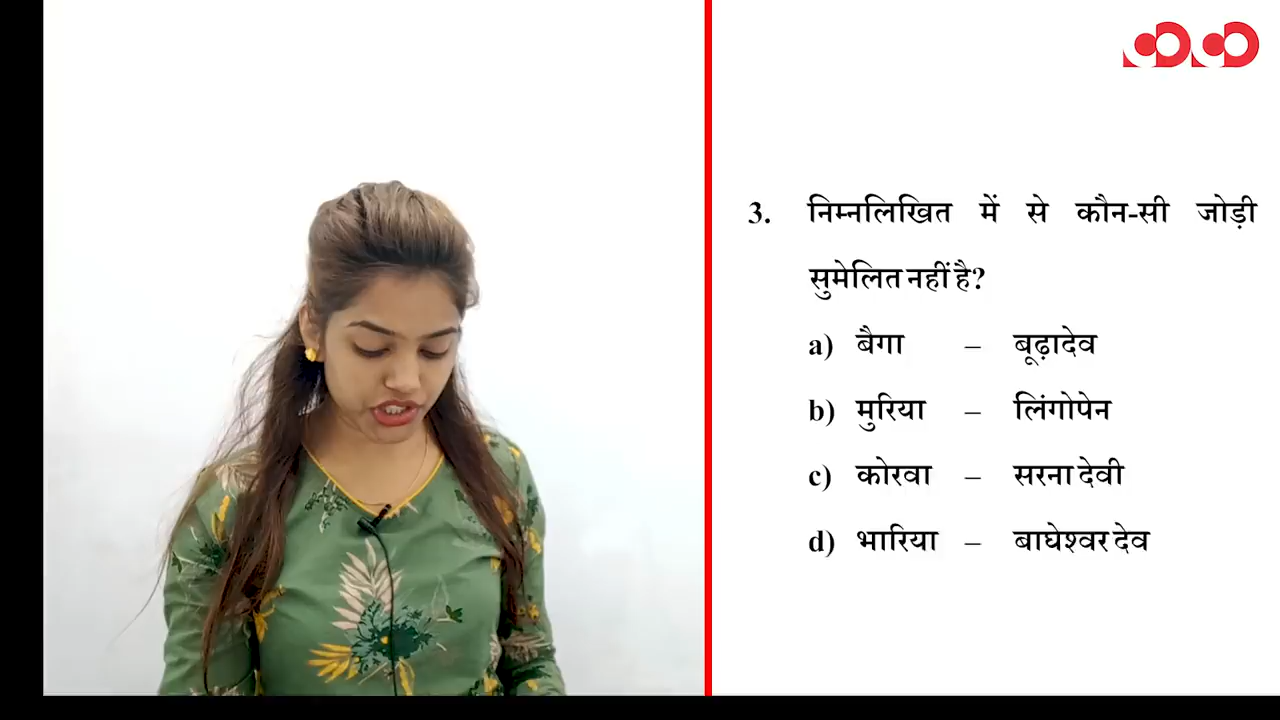 3. निम्नलिखित में से कौन-सी जोड़ी
सुमेलित नहीं है?
a) बैगा – बूढ़ादेव
b) मुरिया – लिंगोपेन
c) कोरवा – सरना देवी
d) भारिया – बाघेश्वर देव